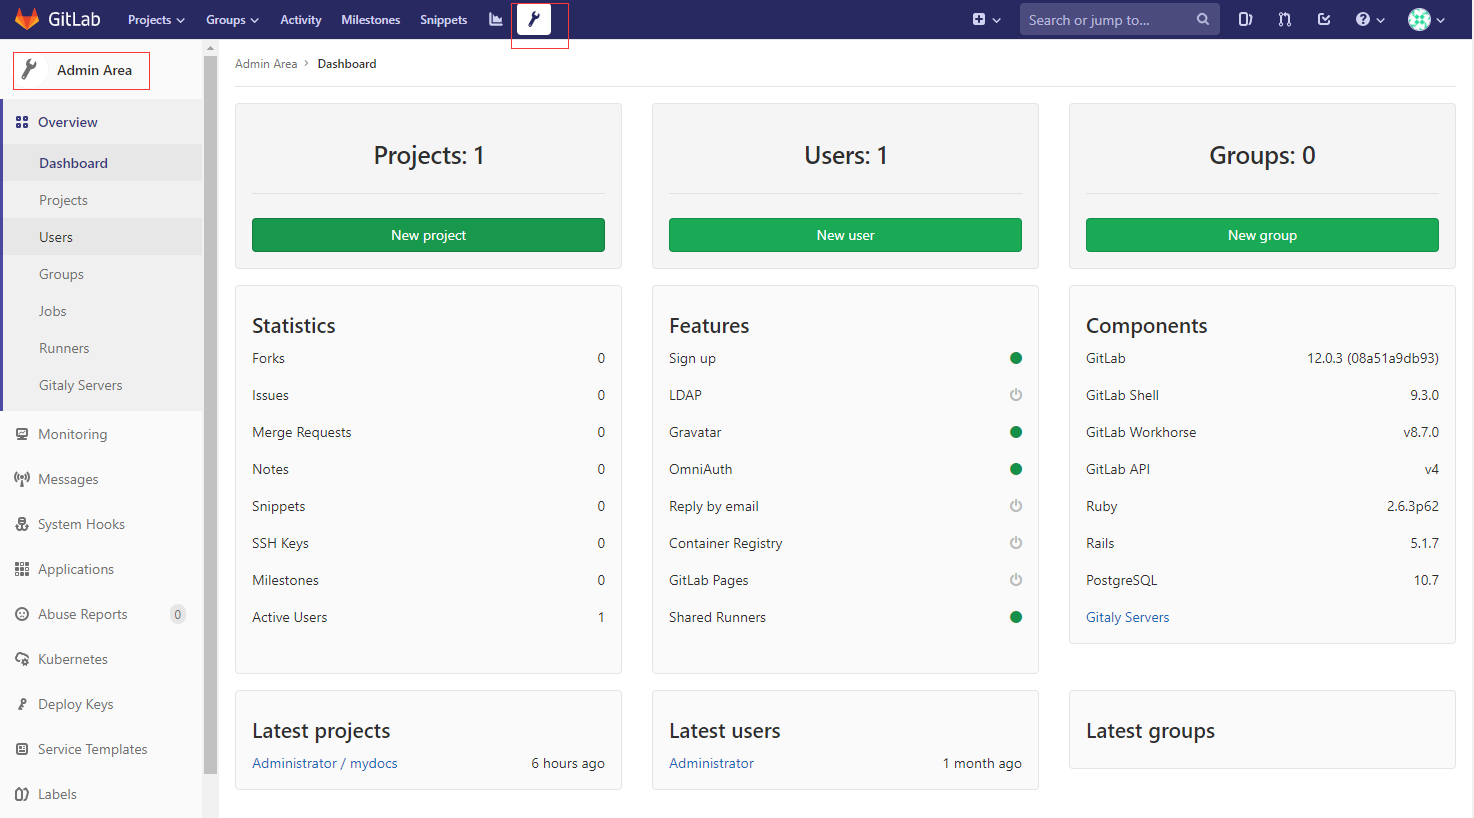 GitLab Projects Groups Activity Milestones Snippets Search or jump to...
Admin Area
Overview
Dashboard
Projects
Users
Groups
Jobs
Runners
Gitaly Servers
Monitoring
Messages
System Hooks
Applications
Abuse Reports 0
Kubernetes
Deploy Keys
Service Templates
Labels
Admin Area > Dashboard
Projects: 1
New project
Users: 1
New user
Groups: 0
New group
Statistics
Forks 0
Issues 0
Merge Requests 0
Notes 0
Snippets 0
SSH Keys 0
Milestones 0
Active Users 1
Features
Sign up
LDAP
Gravatar
OmniAuth
Reply by email
Container Registry
GitLab Pages
Shared Runners
Components
GitLab 12.0.3 (08a51a9db93)
GitLab Shell 9.3.0
GitLab Workhorse v8.7.0
GitLab API v4
Ruby 2.6.3p62
Rails 5.1.7
PostgreSQL 10.7
Gitaly Servers
Latest projects
Administrator / mydocs 6 hours ago
Latest users
Administrator 1 month ago
Latest groups